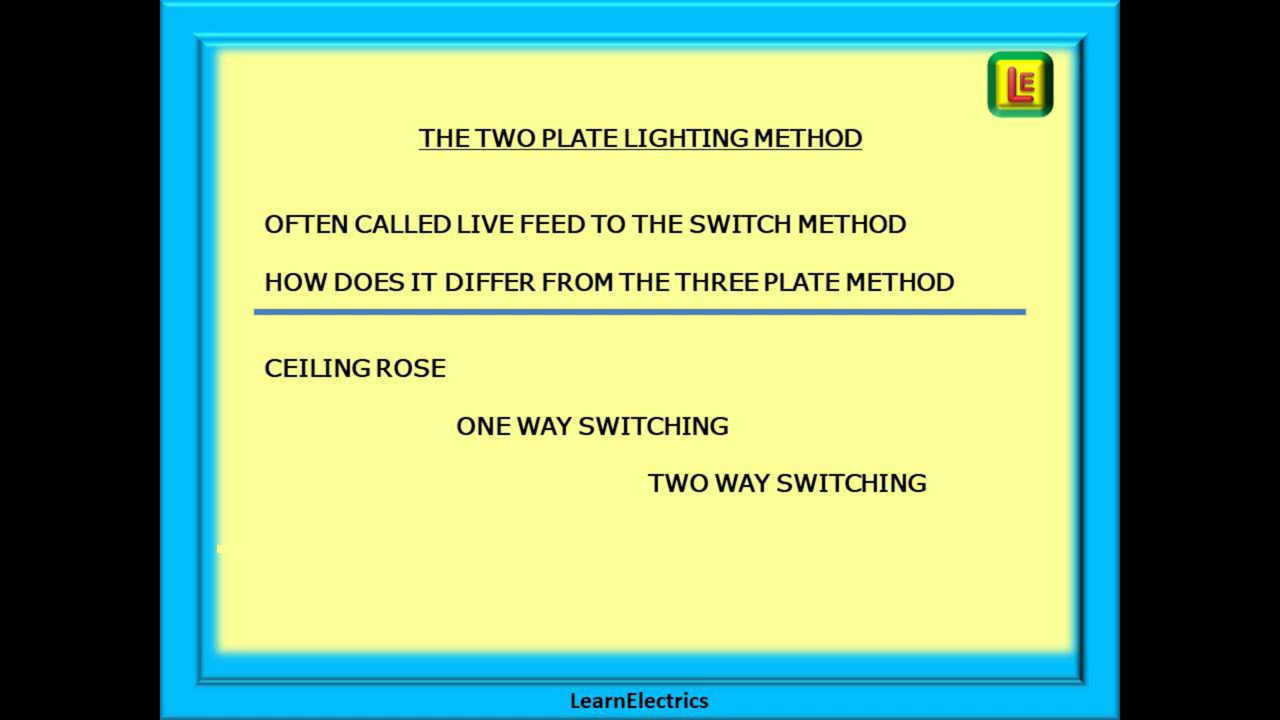 LE
THE TWO PLATE LIGHTING METHOD
OFTEN CALLED LIVE FEED TO THE SWITCH METHOD
HOW DOES IT DIFFER FROM THE THREE PLATE METHOD
CEILING ROSE
ONE WAY SWITCHING
TWO WAY SWITCHING
LearnElectrics